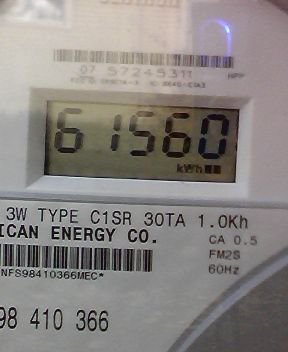 07 57245311 HPP
61560
kWh
3W TYPE C1SR 30TA 1.0Kh
ICAN ENERGY CO.
CA 0.5
FM2S
60Hz
NFS98410366MEC*
98 410 366